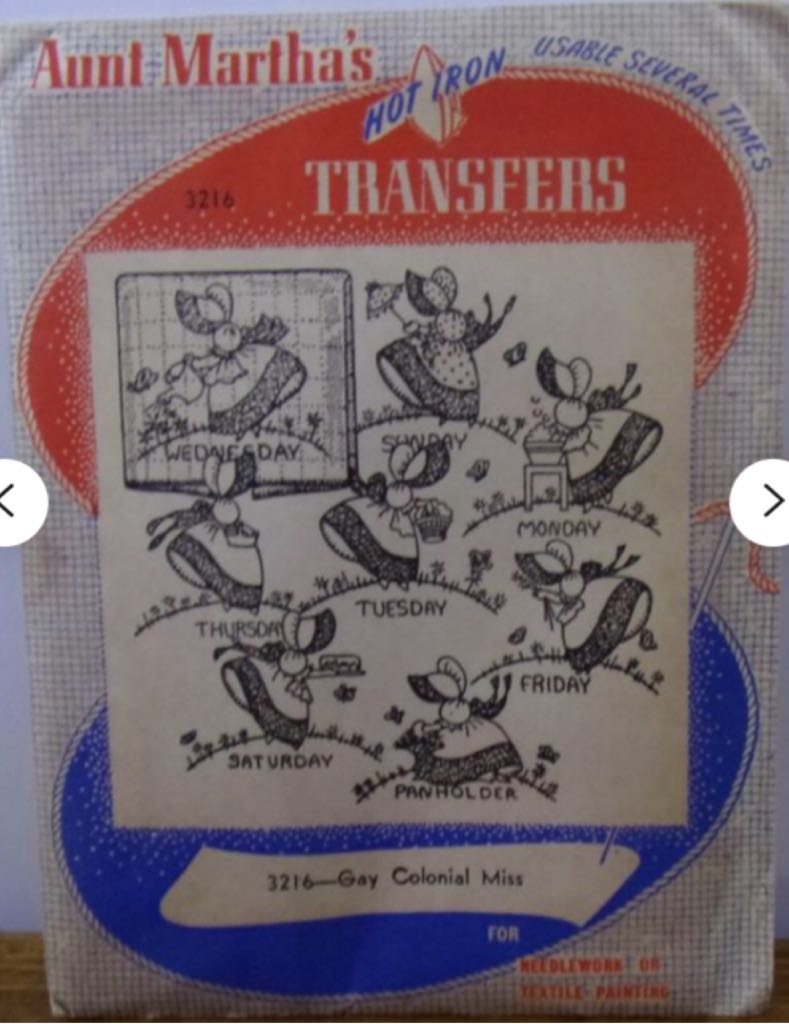 Aunt Martha's
HOT IRON
USABLE SEVERAL TIMES
TRANSFERS
3216
WEDNESDAY
SUNDAY
MONDAY
THURSDAY
TUESDAY
FRIDAY
SATURDAY
PANHOLDER
3216—Gay Colonial Miss
FOR
NEEDLEWORK OR
TEXTILE PAINTING